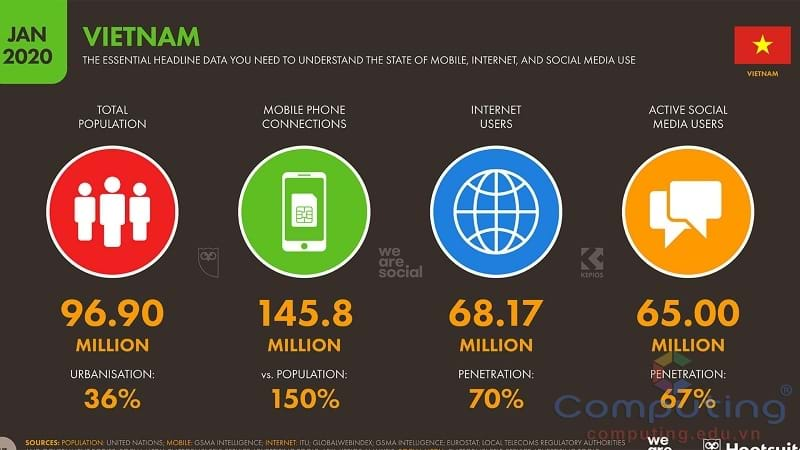 JAN
2020
VIETNAM
THE ESSENTIAL HEADLINE DATA YOU NEED TO UNDERSTAND THE STATE OF MOBILE, INTERNET, AND SOCIAL MEDIA USE
VIETNAM
TOTAL
POPULATION
MOBILE PHONE
CONNECTIONS
INTERNET
USERS
ACTIVE SOCIAL
MEDIA USERS
we
are
social
KEPIOS
96.90
MILLION
URBANISATION:
36%
145.8
MILLION
vs. POPULATION:
150%
68.17
MILLION
PENETRATION:
70%
65.00
MILLION
PENETRATION:
67%
Computing
computing.edu.vn
SOURCES: POPULATION: UNITED NATIONS; MOBILE: GSMA INTELLIGENCE; INTERNET: ITU; GLOBALWEBINDEX; GSMA INTELLIGENCE; EUROSTAT; LOCAL TELECOMS REGULATORY AUTHORITIES
we
are
Hootsuite